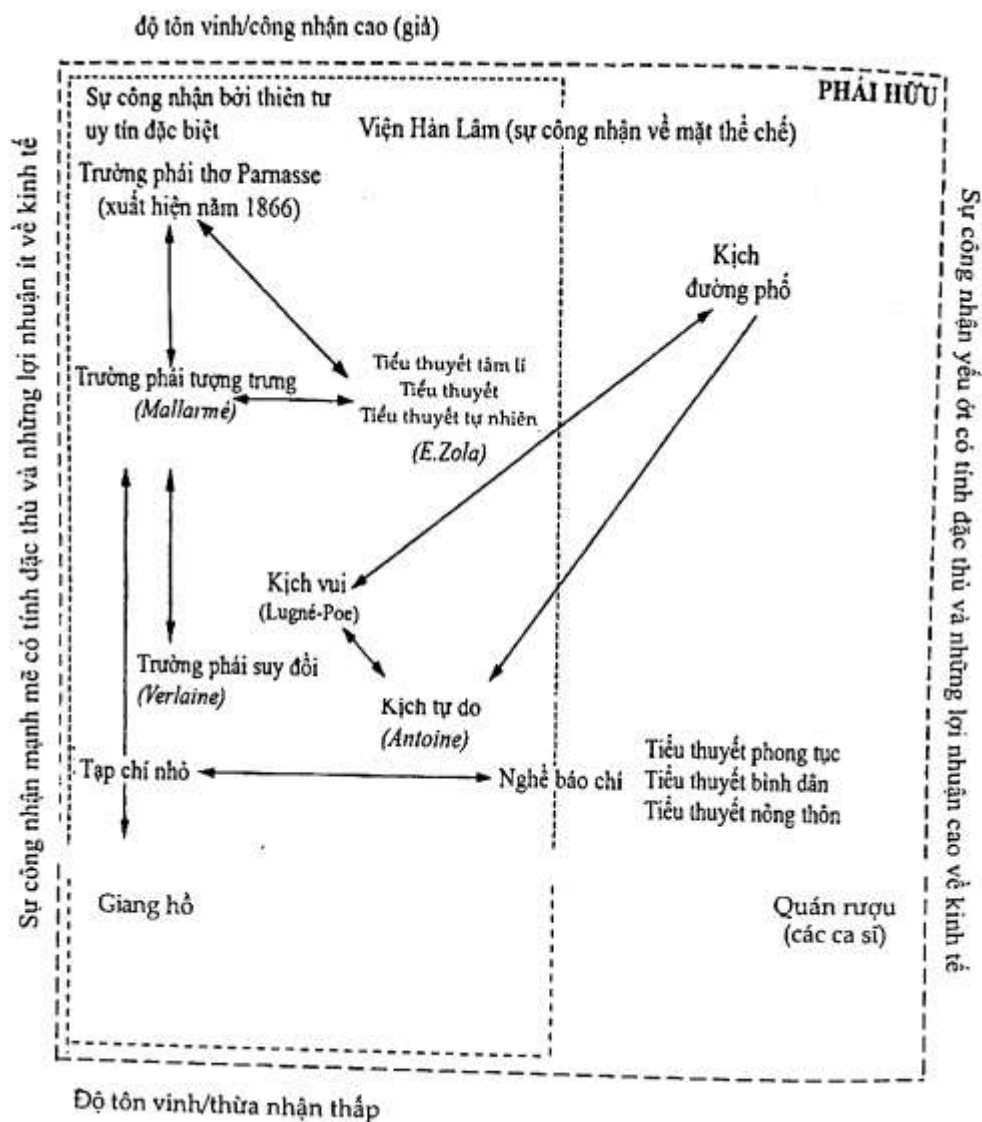 độ tôn vinh/công nhận cao (già)
PHÁI HỮU
Sự công nhận bởi thiên tư
uy tín đặc biệt
Viện Hàn Lâm (sự công nhận về mặt thể chế)
Trường phái thơ Parnasse
(xuất hiện năm 1866)
Kịch
đường phố
Sự công nhận mạnh mẽ có tính đặc thù và những lợi nhuận ít về kinh tế
Sự công nhận yếu ớt có tính đặc thù và những lợi nhuận cao về kinh tế
Trường phái tượng trưng
(Mallarmé)
Tiểu thuyết tâm lí
Tiểu thuyết
Tiểu thuyết tự nhiên
(E.Zola)
Kịch vui
(Lugné-Poe)
Trường phái suy đồi
(Verlaine)
Kịch tự do
(Antoine)
Tạp chí nhỏ
Nghề báo chí
Tiểu thuyết phong tục
Tiểu thuyết bình dân
Tiểu thuyết nông thôn
Giang hồ
Quán rượu
(các ca sĩ)
Độ tôn vinh/thừa nhận thấp